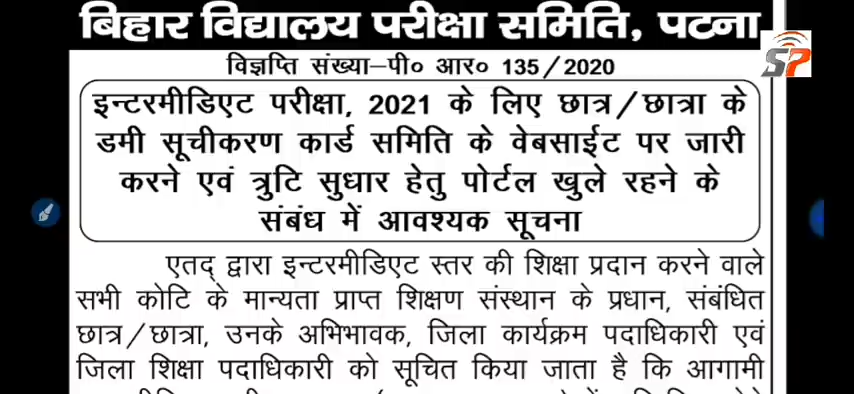 बिहार विद्यालय परीक्षा समिति, पटना
SP
विज्ञप्ति संख्या–पी० आर० 135/2020
इन्टरमीडिएट परीक्षा, 2021 के लिए छात्र/छात्रा के
डमी सूचीकरण कार्ड समिति के वेबसाईट पर जारी
करने एवं त्रुटि सुधार हेतु पोर्टल खुले रहने के
संबंध में आवश्यक सूचना
एतद् द्वारा इन्टरमीडिएट स्तर की शिक्षा प्रदान करने वाले
सभी कोटि के मान्यता प्राप्त शिक्षण संस्थान के प्रधान, संबंधित
छात्र/छात्रा, उनके अभिभावक, जिला कार्यक्रम पदाधिकारी एवं
जिला शिक्षा पदाधिकारी को सूचित किया जाता है कि आगामी